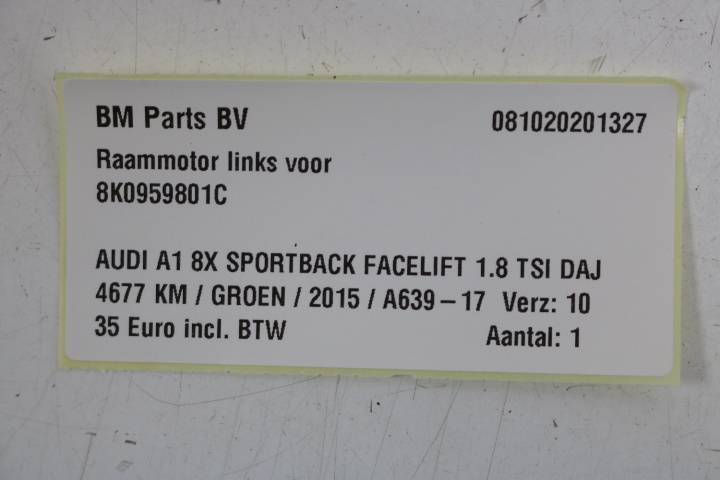 BM Parts BV 081020201327
Raammotor links voor
8K0959801C
AUDI A1 8X SPORTBACK FACELIFT 1.8 TSI DAJ
4677 KM / GROEN / 2015 / A639-17 Verz: 10
35 Euro incl. BTW Aantal: 1